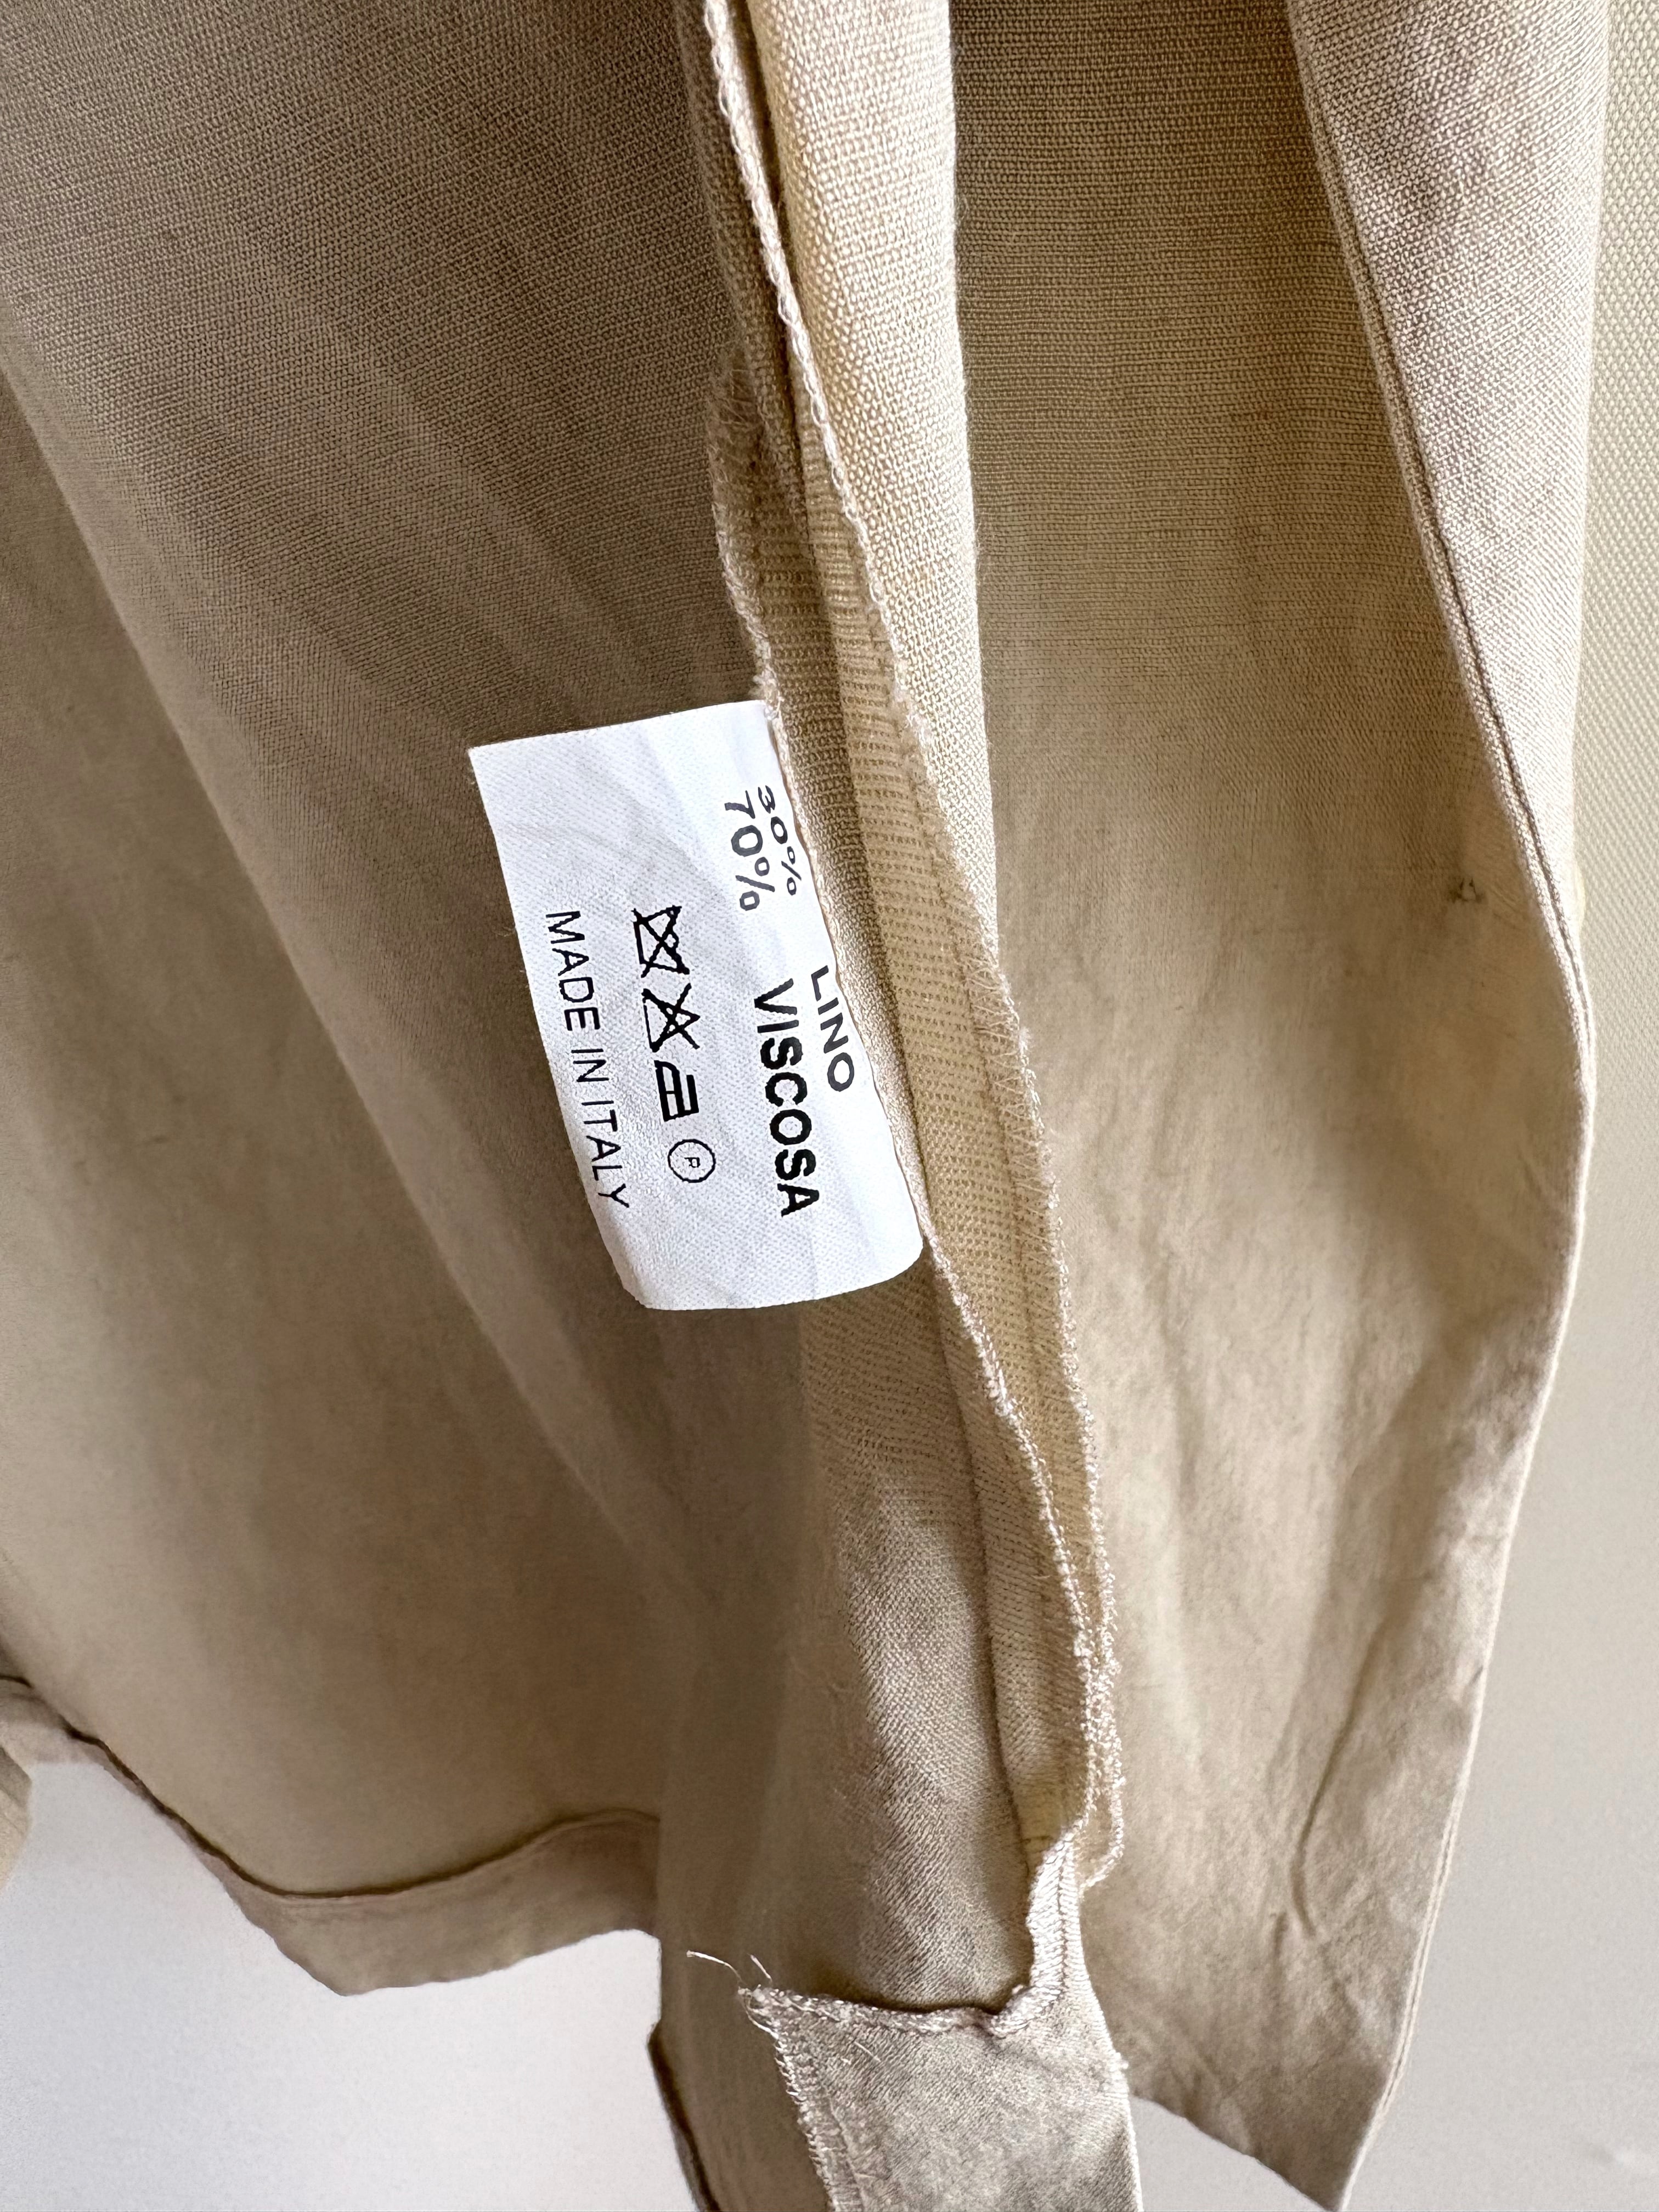 30% LINO
70% VISCOSA
P
MADE IN ITALY